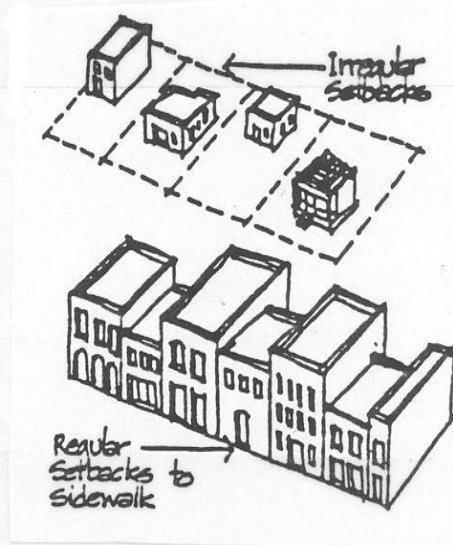 Irregular
Setbacks
Regular
Setbacks to
Sidewalk